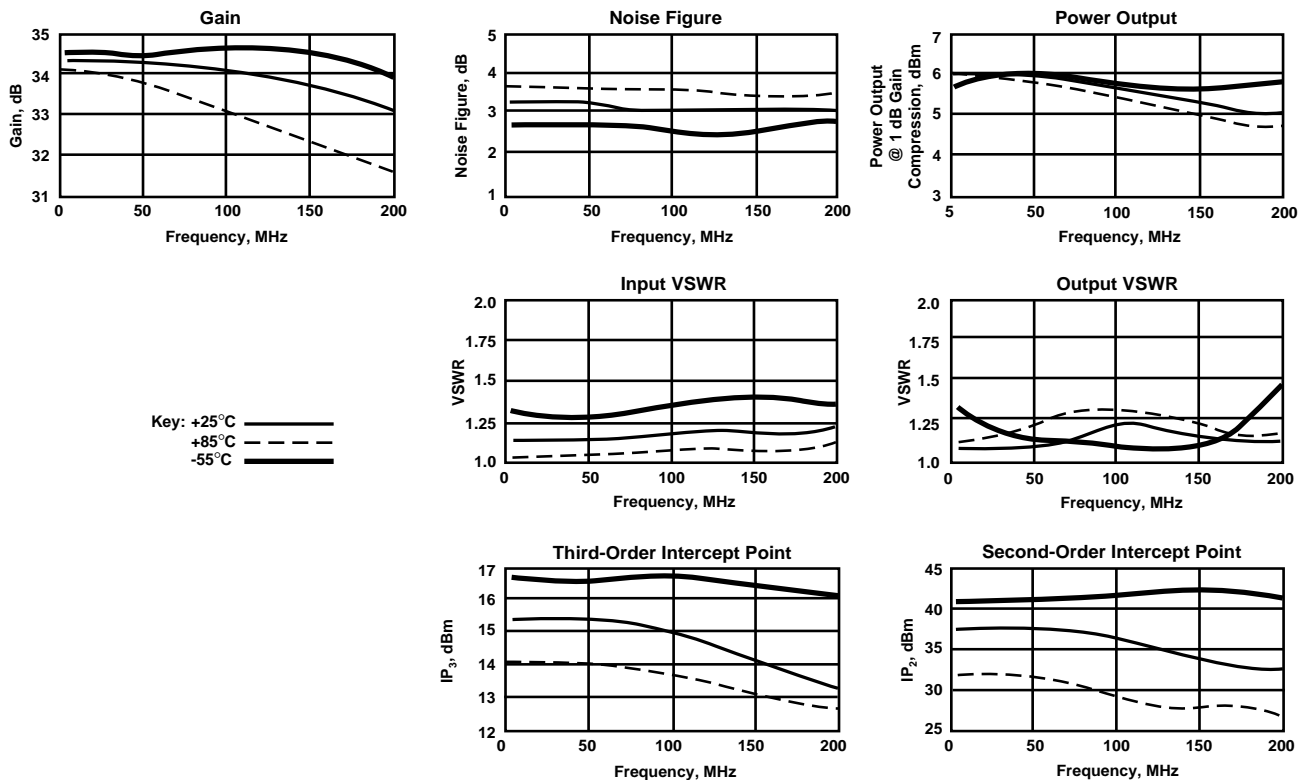 Gain
35
34
33
32
31
Gain, dB
0 50 100 150 200
Frequency, MHz
Noise Figure
5
4
3
2
1
Noise Figure, dB
0 50 100 150 200
Frequency, MHz
Power Output
7
6
5
4
3
Power Output
@ 1 dB Gain
Compression, dBm
5 50 100 150 200
Frequency, MHz
Key: +25°C
+85°C
-55°C
Input VSWR
2.0
1.75
1.5
1.25
1.0
VSWR
0 50 100 150 200
Frequency, MHz
Output VSWR
2.0
1.75
1.5
1.25
1.0
VSWR
0 50 100 150 200
Frequency, MHz
Third-Order Intercept Point
17
16
15
14
13
12
IP3, dBm
0 50 100 150 200
Frequency, MHz
Second-Order Intercept Point
45
40
35
30
25
IP2, dBm
0 50 100 150 200
Frequency, MHz